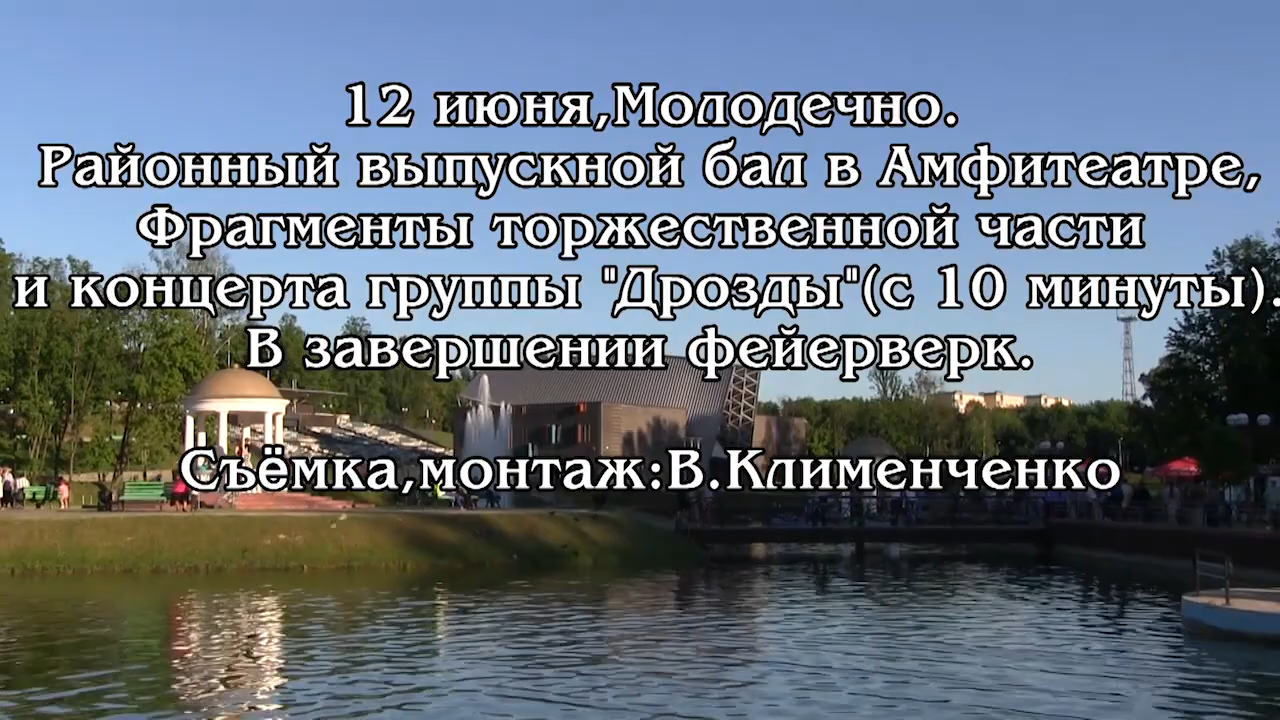 12 июня,Молодечно.
Районный выпускной бал в Амфитеатре,
Фрагменты торжественной части
и концерта группы "Дрозды"(с 10 минуты).
В завершении фейерверк.
Съёмка,монтаж:В.Клименченко